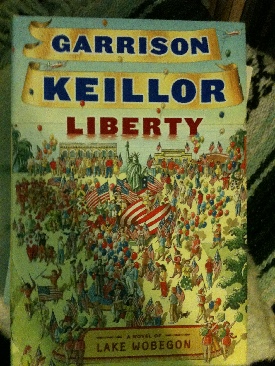 GARRISON
KEILLOR
LIBERTY
A NOVEL OF
LAKE WOBEGON